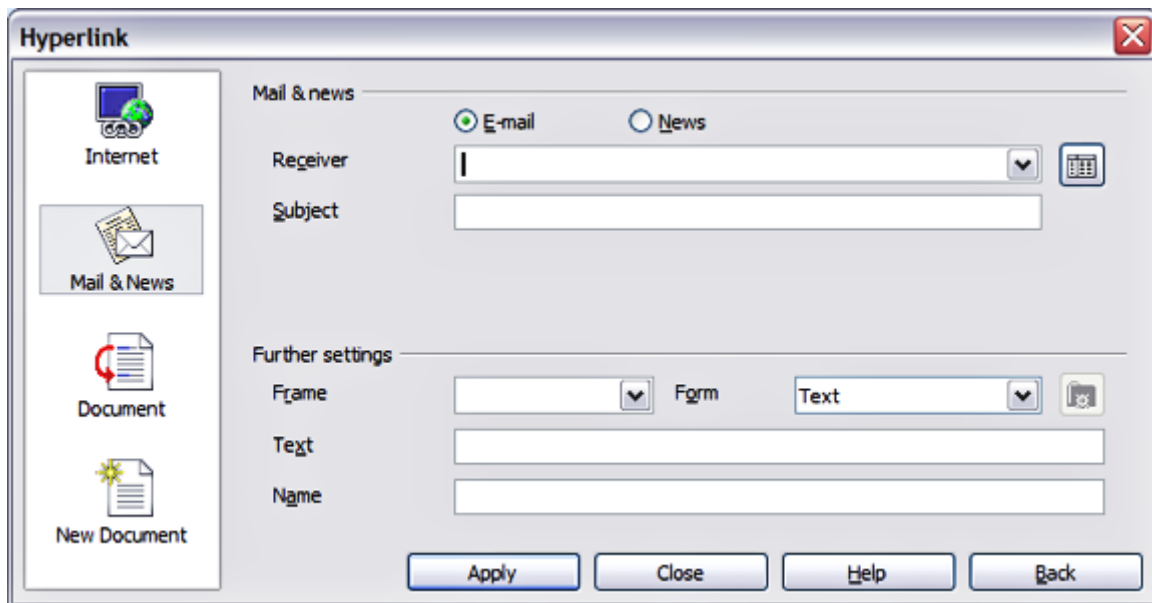 Hyperlink
Internet
Mail & News
Document
New Document
Mail & news
E-mail News
Receiver
Subject
Further settings
Frame Form Text
Text
Name
Apply Close Help Back